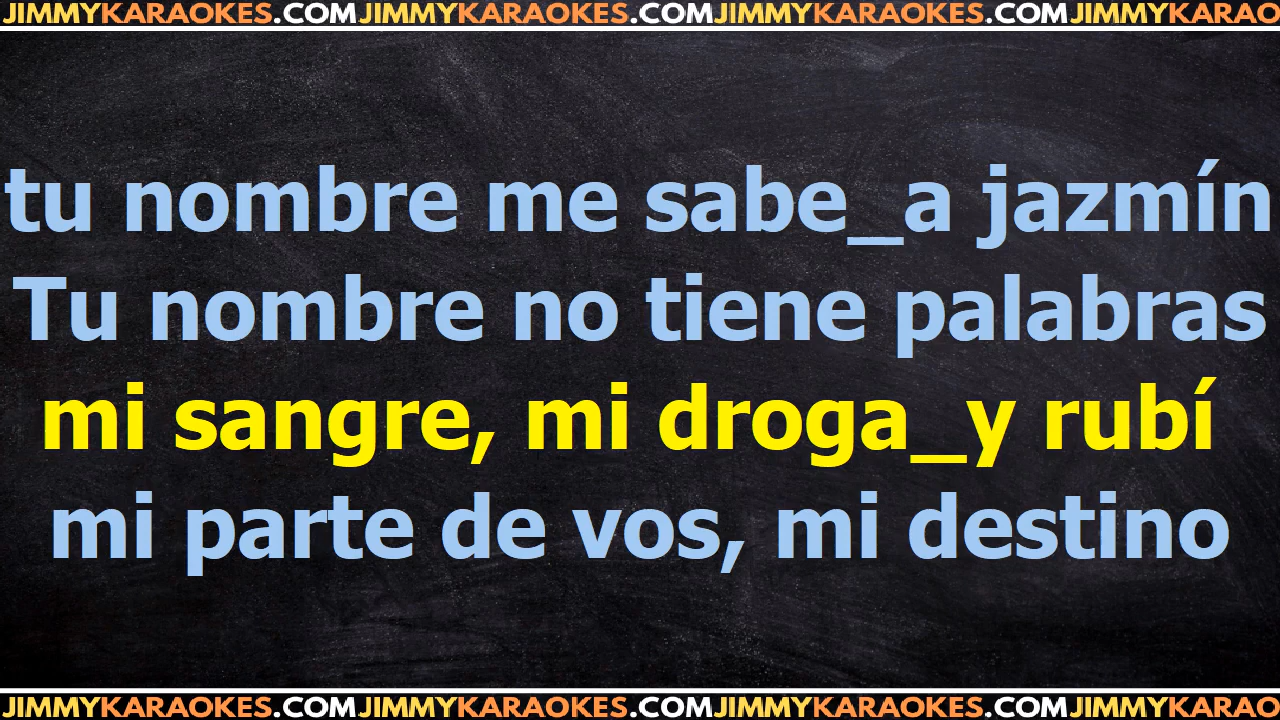 JIMMYKARAOKES.COMJIMMYKARAOKES.COMJIMMYKARAOKES.COMJIMMYKARAO
tu nombre me sabe_a jazmín
Tu nombre no tiene palabras
mi sangre, mi droga_y rubí
mi parte de vos, mi destino
JIMMYKARAOKES.COMJIMMYKARAOKES.COMJIMMYKARAOKES.COMJIMMYKARAO